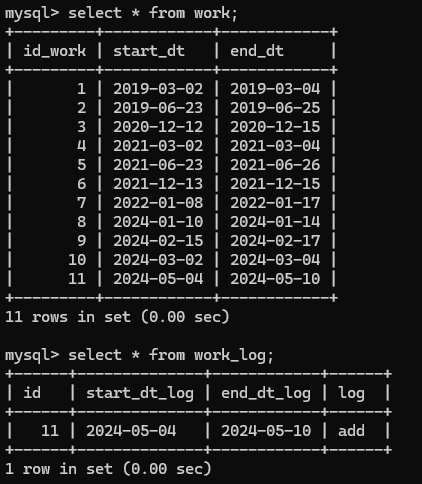 mysql> select * from work;
+---------+------------+------------+
| id_work | start_dt   | end_dt     |
+---------+------------+------------+
|       1 | 2019-03-02 | 2019-03-04 |
|       2 | 2019-06-23 | 2019-06-25 |
|       3 | 2020-12-12 | 2020-12-15 |
|       4 | 2021-03-02 | 2021-03-04 |
|       5 | 2021-06-23 | 2021-06-26 |
|       6 | 2021-12-13 | 2021-12-15 |
|       7 | 2022-01-08 | 2022-01-17 |
|       8 | 2024-01-10 | 2024-01-14 |
|       9 | 2024-02-15 | 2024-02-17 |
|      10 | 2024-03-02 | 2024-03-04 |
|      11 | 2024-05-04 | 2024-05-10 |
+---------+------------+------------+
11 rows in set (0.00 sec)

mysql> select * from work_log;
+------+--------------+------------+------+
| id   | start_dt_log | end_dt_log | log  |
+------+--------------+------------+------+
|   11 | 2024-05-04   | 2024-05-10 | add  |
+------+--------------+------------+------+
1 row in set (0.00 sec)